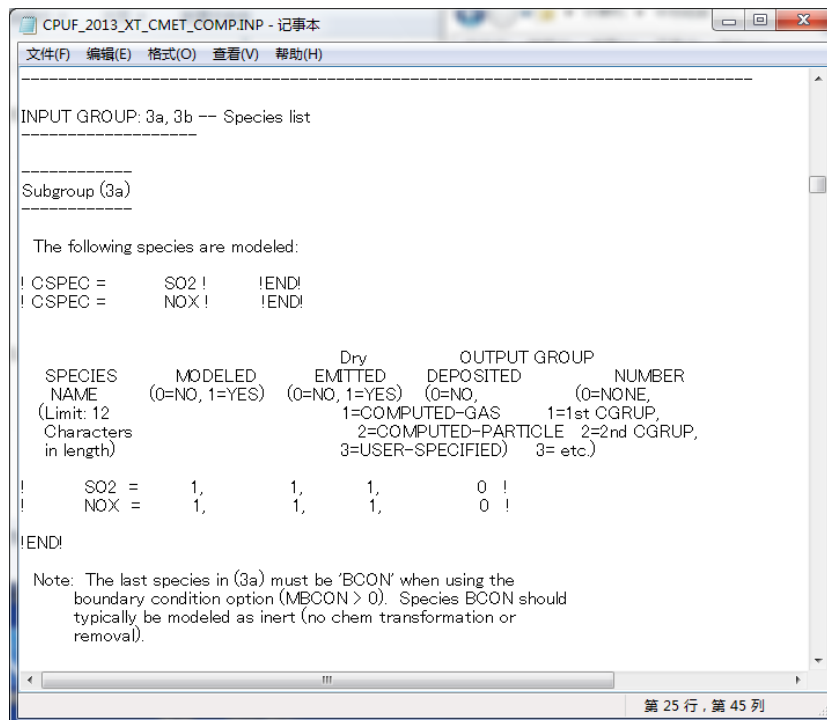 CPUF_2013_XT_CMET_COMP.INP - 记事本
文件(F) 编辑(E) 格式(O) 查看(V) 帮助(H)
--------------------------------------------------------------------------------
INPUT GROUP: 3a, 3b -- Species list
-------------------
------------
Subgroup (3a)
------------
The following species are modeled:
! CSPEC = SO2 ! !END!
! CSPEC = NOX ! !END!
Dry OUTPUT GROUP
SPECIES MODELED EMITTED DEPOSITED NUMBER
NAME (0=NO, 1=YES) (0=NO, 1=YES) (0=NO, (0=NONE,
(Limit: 12 1=COMPUTED-GAS 1=1st CGRUP,
Characters 2=COMPUTED-PARTICLE 2=2nd CGRUP,
in length) 3=USER-SPECIFIED) 3= etc.)
! SO2 = 1, 1, 1, 0 !
! NOX = 1, 1, 1, 0 !
!END!
Note: The last species in (3a) must be 'BCON' when using the
boundary condition option (MBCON > 0). Species BCON should
typically be modeled as inert (no chem transformation or
removal).
第 25 行，第 45 列